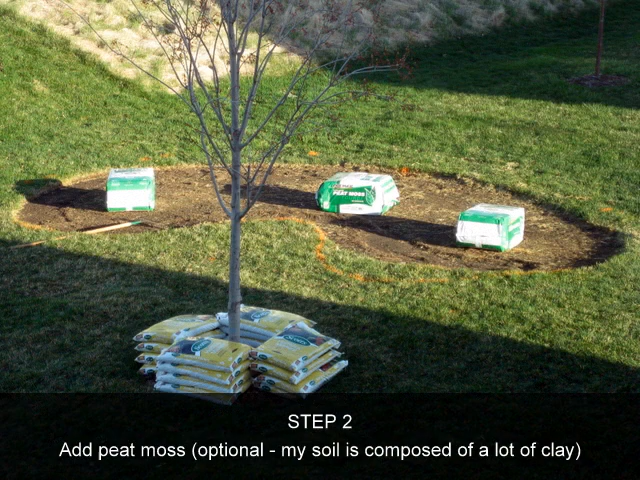 PEAT MOSS
STEP 2
Add peat moss (optional - my soil is composed of a lot of clay)